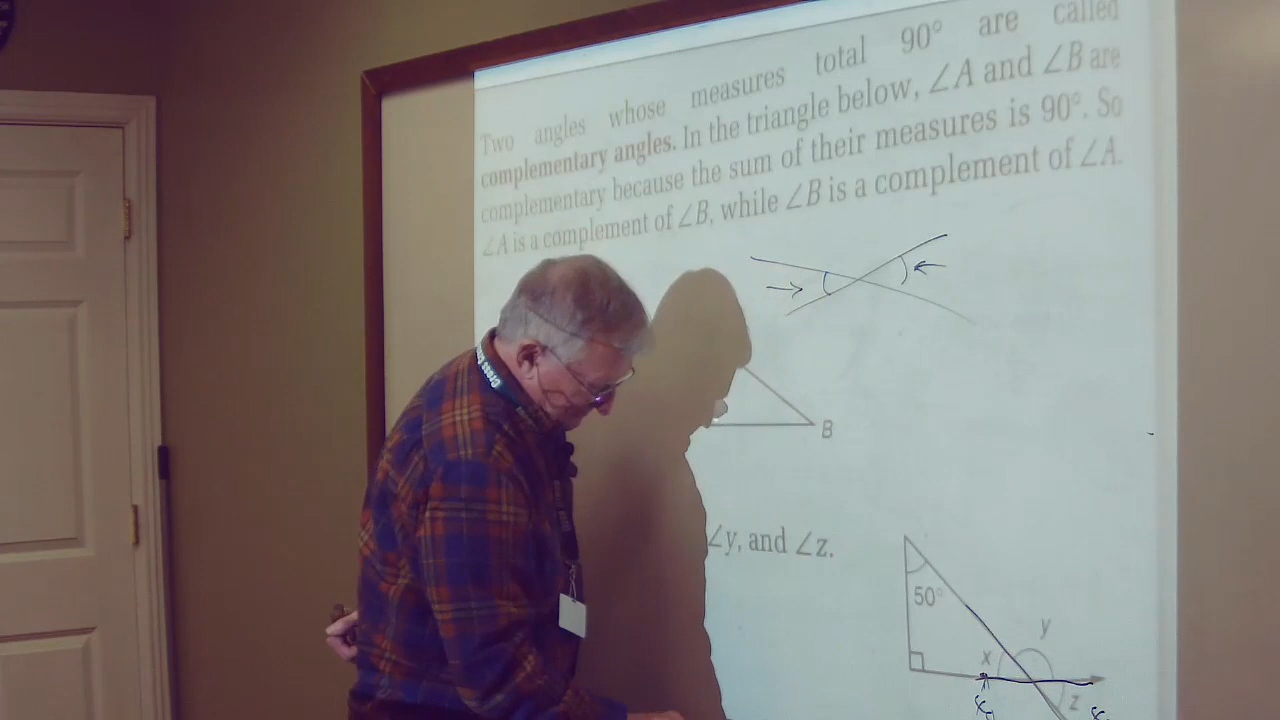 Two angles whose measures total 90° are called
complementary angles. In the triangle below, ∠A and ∠B are
complementary because the sum of their measures is 90°. So
∠A is a complement of ∠B, while ∠B is a complement of ∠A.
B
∠y, and ∠z.
50°
y
x
z
Cross